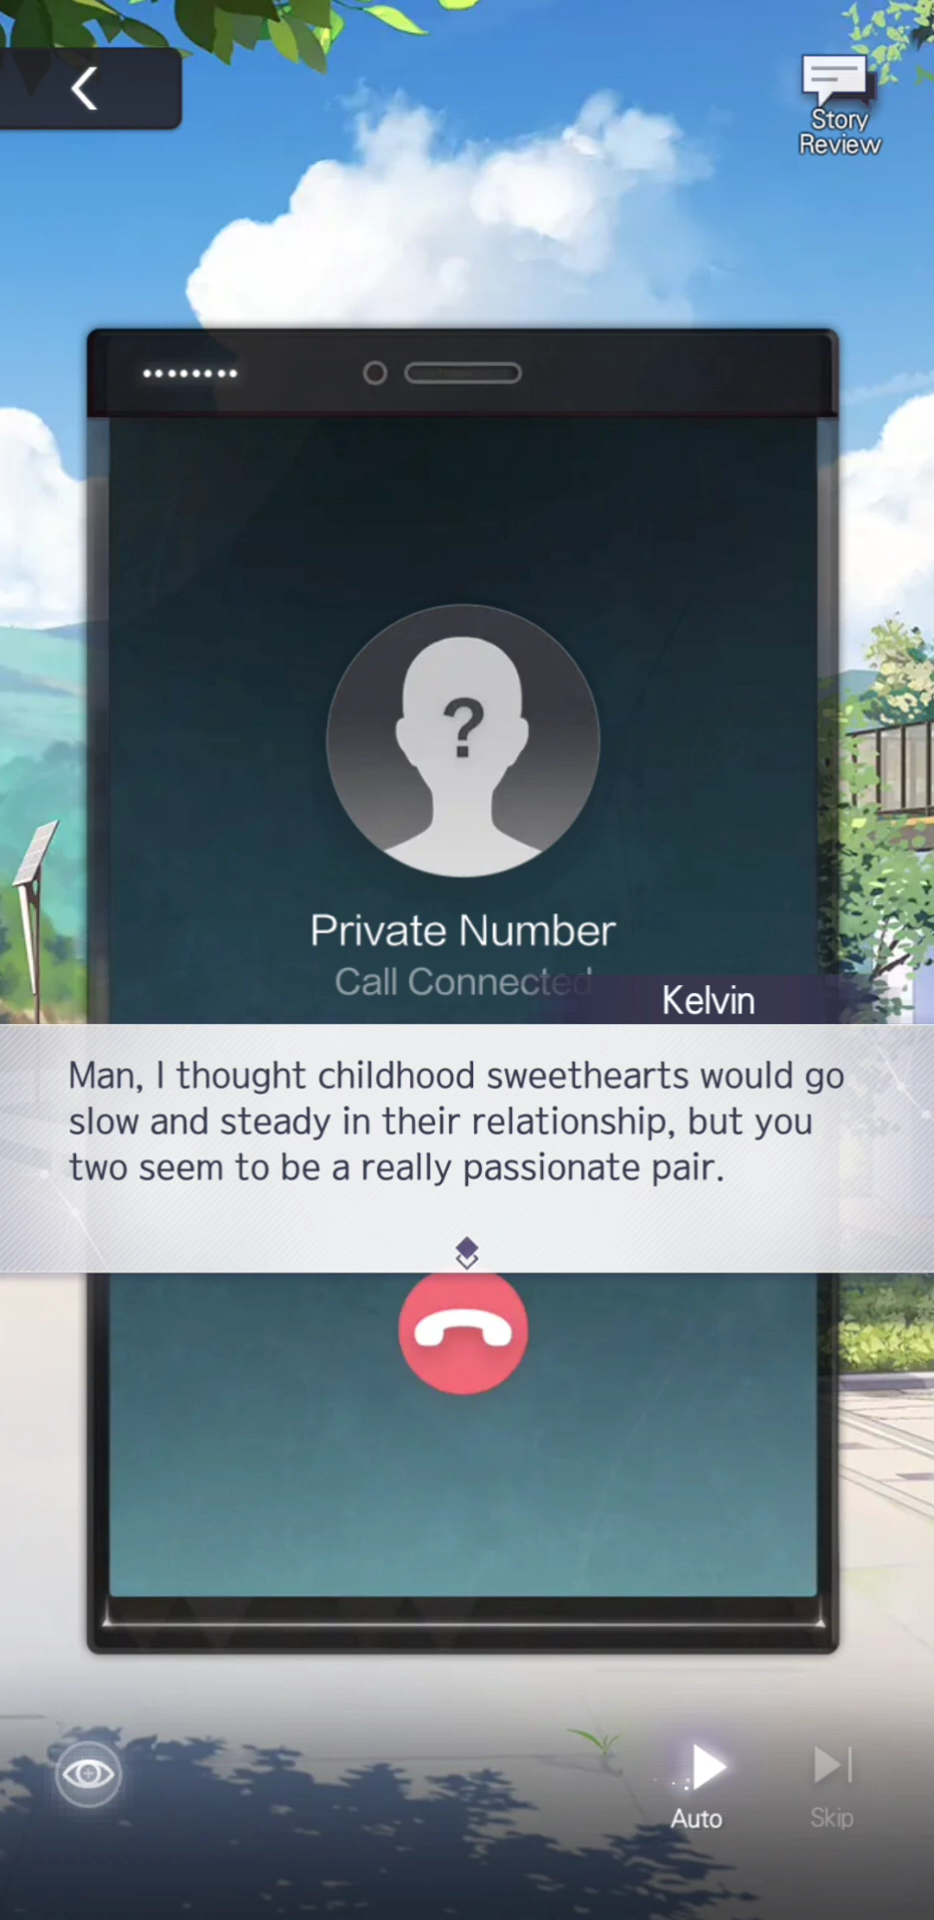 Story
Review
?
Private Number
Call Connected
Kelvin
Man, I thought childhood sweethearts would go
slow and steady in their relationship, but you
two seem to be a really passionate pair.
Auto
Skip